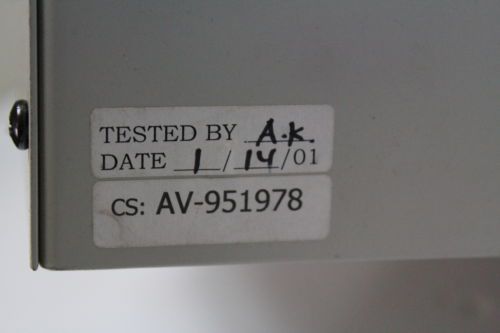 TESTED BY A.K.
DATE 1/14/01
CS: AV-951978